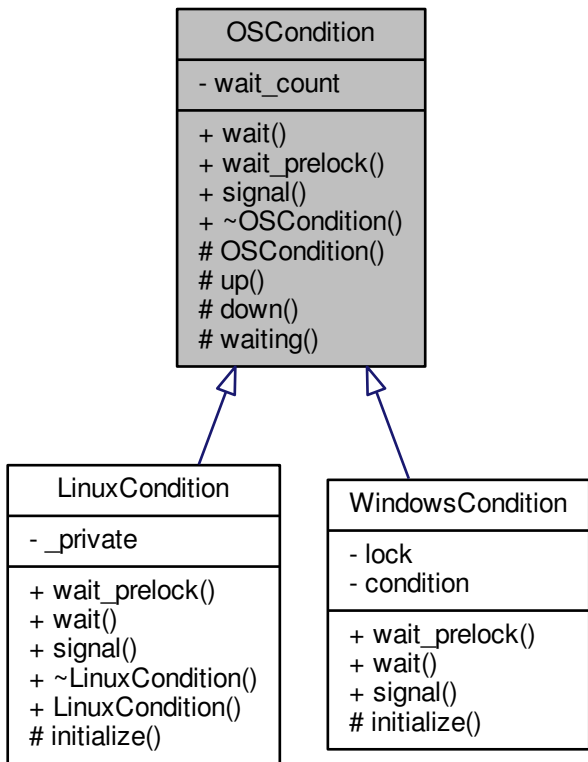 OSCondition
- wait_count
+ wait()
+ wait_prelock()
+ signal()
+ ~OSCondition()
# OSCondition()
# up()
# down()
# waiting()
LinuxCondition
- _private
+ wait_prelock()
+ wait()
+ signal()
+ ~LinuxCondition()
+ LinuxCondition()
# initialize()
WindowsCondition
- lock
- condition
+ wait_prelock()
+ wait()
+ signal()
# initialize()